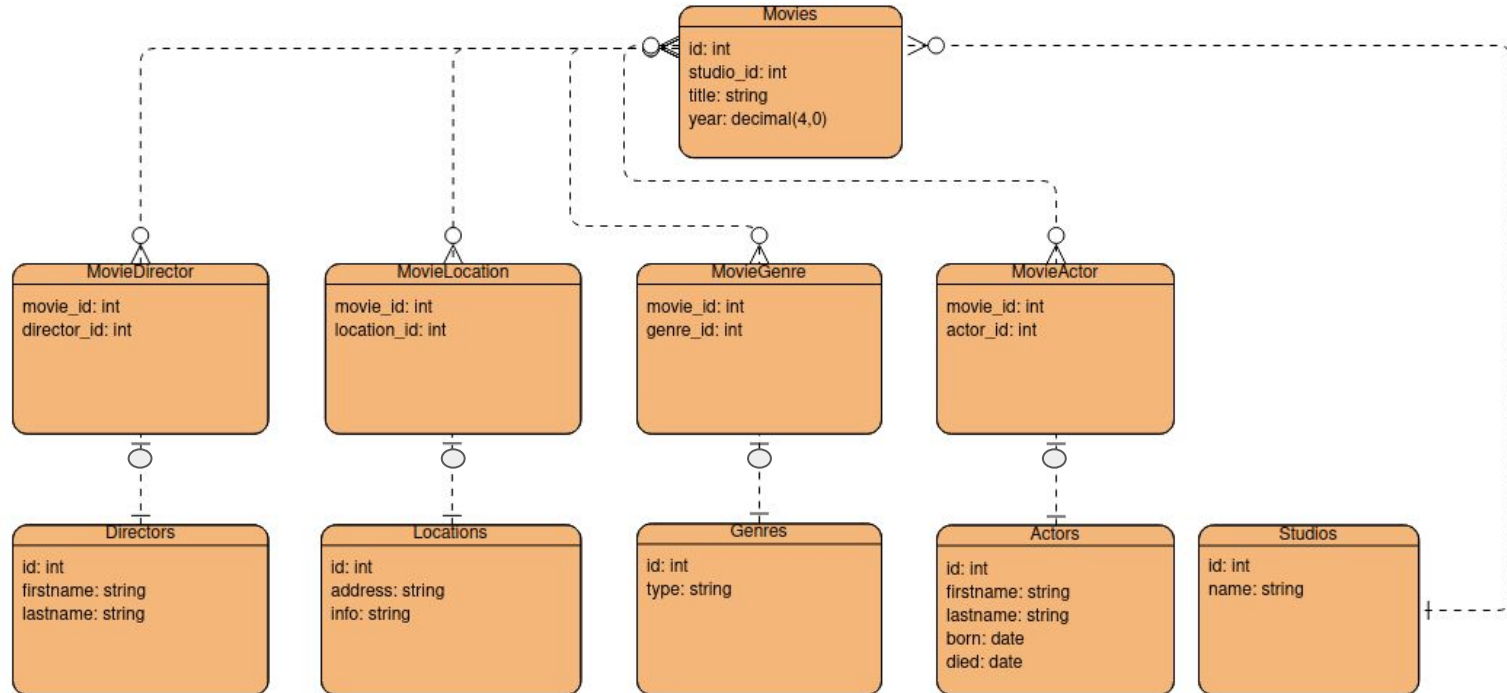 Movies
id: int
studio_id: int
title: string
year: decimal(4,0)
MovieDirector
movie_id: int
director_id: int
MovieLocation
movie_id: int
location_id: int
MovieGenre
movie_id: int
genre_id: int
MovieActor
movie_id: int
actor_id: int
Directors
id: int
firstname: string
lastname: string
Locations
id: int
address: string
info: string
Genres
id: int
type: string
Actors
id: int
firstname: string
lastname: string
born: date
died: date
Studios
id: int
name: string